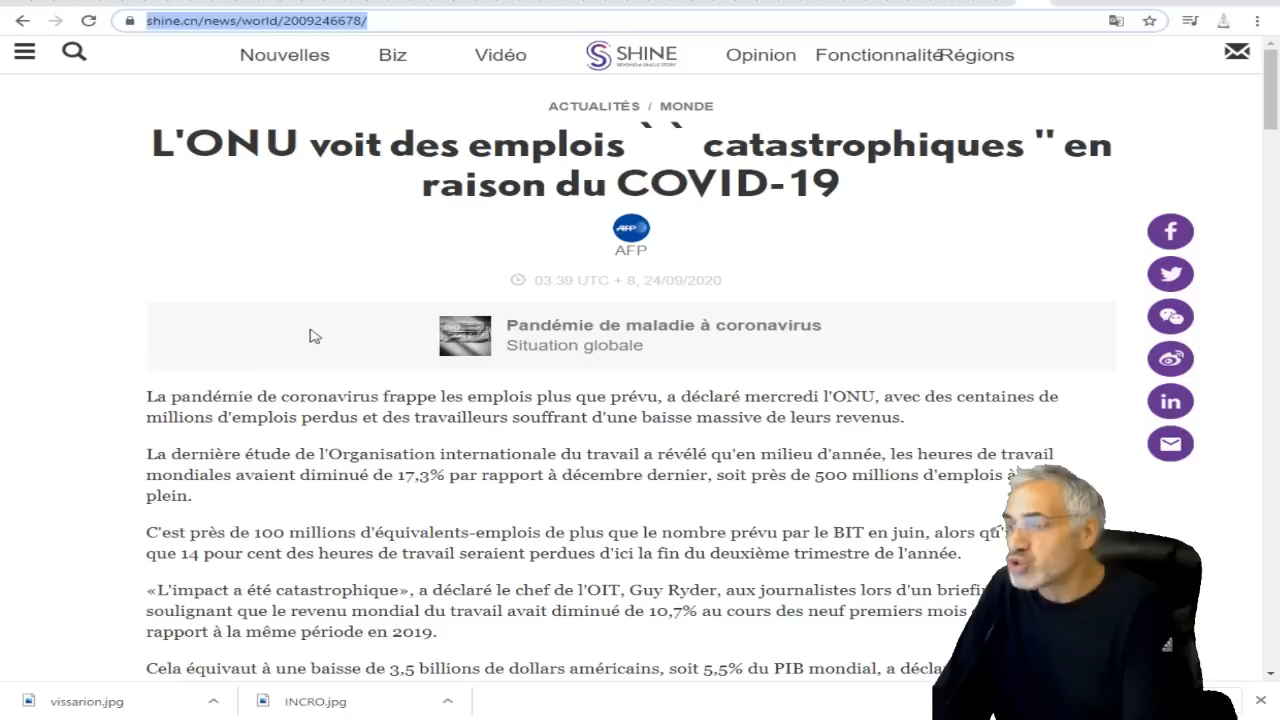 shine.cn/news/world/2009246678/
Nouvelles Biz Vidéo SHINE Opinion Fonctionnalité Régions
BEYOND A SINGLE STORY
ACTUALITÉS / MONDE
L'ONU voit des emplois `` catastrophiques '' en
raison du COVID-19
AFP
AFP
03:39 UTC + 8, 24/09/2020
Pandémie de maladie à coronavirus
Situation globale
La pandémie de coronavirus frappe les emplois plus que prévu, a déclaré mercredi l'ONU, avec des centaines de
millions d'emplois perdus et des travailleurs souffrant d'une baisse massive de leurs revenus.
La dernière étude de l'Organisation internationale du travail a révélé qu'en milieu d'année, les heures de travail
mondiales avaient diminué de 17,3% par rapport à décembre dernier, soit près de 500 millions d'emplois à
plein.
C'est près de 100 millions d'équivalents-emplois de plus que le nombre prévu par le BIT en juin, alors
que 14 pour cent des heures de travail seraient perdues d'ici la fin du deuxième trimestre de l'année.
«L'impact a été catastrophique», a déclaré le chef de l'OIT, Guy Ryder, aux journalistes lors d'un
soulignant que le revenu mondial du travail avait diminué de 10,7% au cours des neuf premiers mois
rapport à la même période en 2019.
Cela équivaut à une baisse de 3,5 billions de dollars américains, soit 5,5% du PIB mondial, a
vissarion.jpg INCRO.jpg